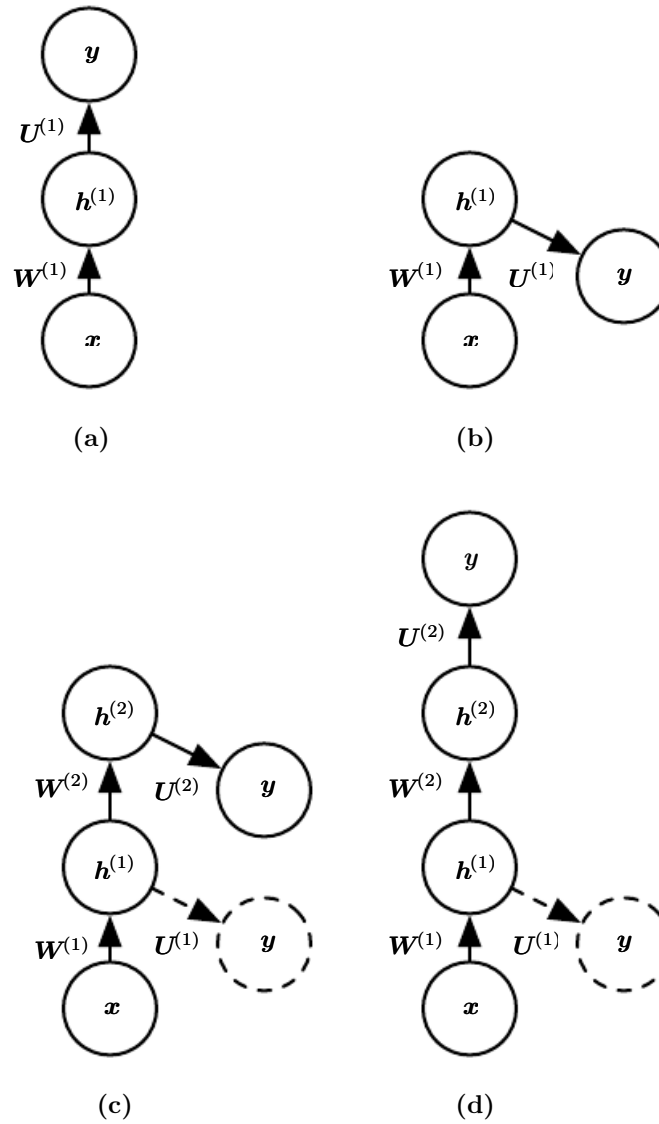 y
U(1)
h(1)
W(1)
x
(a)
h(1)
W(1)
U(1)
y
x
(b)
h(2)
W(2)
U(2)
y
h(1)
W(1)
U(1)
y
x
(c)
y
U(2)
h(2)
W(2)
h(1)
W(1)
U(1)
y
x
(d)